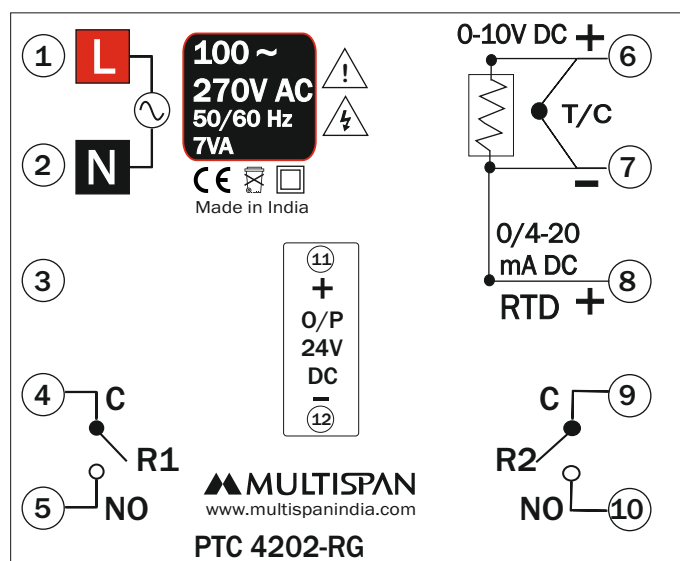 1
L
100 ~
270V AC
50/60 Hz
7VA
2
N
CE
Made in India
0-10V DC +
6
T/C
7
−
0/4-20
mA DC
RTD +
8
3
11
+
O/P
24V
DC
−
12
4
C
R1
5
NO
9
C
R2
NO
10
MULTISPAN
www.multispanindia.com
PTC 4202-RG